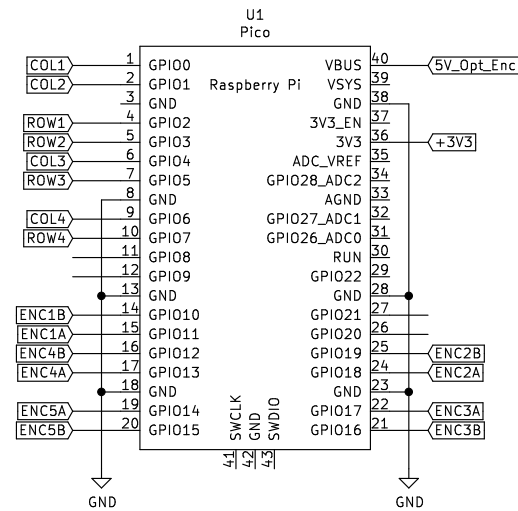 U1
Pico
COL1 1 GPIO0 VBUS 40 5V_Opt_Enc
COL2 2 GPIO1 Raspberry Pi VSYS 39
3 GND GND 38
ROW1 4 GPIO2 3V3_EN 37
ROW2 5 GPIO3 3V3 36 +3V3
COL3 6 GPIO4 ADC_VREF 35
ROW3 7 GPIO5 GPIO28_ADC2 34
8 GND AGND 33
COL4 9 GPIO6 GPIO27_ADC1 32
ROW4 10 GPIO7 GPIO26_ADC0 31
11 GPIO8 RUN 30
12 GPIO9 GPIO22 29
13 GND GND 28
ENC1B 14 GPIO10 GPIO21 27
ENC1A 15 GPIO11 GPIO20 26
ENC4B 16 GPIO12 GPIO19 25 ENC2B
ENC4A 17 GPIO13 GPIO18 24 ENC2A
18 GND GND 23
ENC5A 19 GPIO14 GPIO17 22 ENC3A
ENC5B 20 GPIO15 GPIO16 21 ENC3B
SWCLK GND SWDIO
41 42 43
GND GND